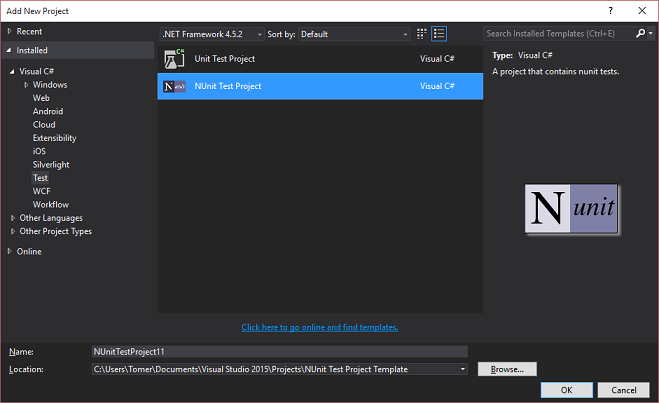 Add New Project
? X
Recent
.NET Framework 4.5.2 Sort by: Default
Search Installed Templates (Ctrl+E)
Installed
Visual C#
Windows
Web
Android
Cloud
Extensibility
iOS
Silverlight
Test
WCF
Workflow
Other Languages
Other Project Types
Online
C#
Unit Test Project Visual C#
N unit NUnit Test Project Visual C#
Type: Visual C#
A project that contains nunit tests.
N unit
Click here to go online and find templates.
Name: NUnitTestProject11
Location: C:\Users\Tomer\Documents\Visual Studio 2015\Projects\NUnit Test Project Template Browse...
OK Cancel